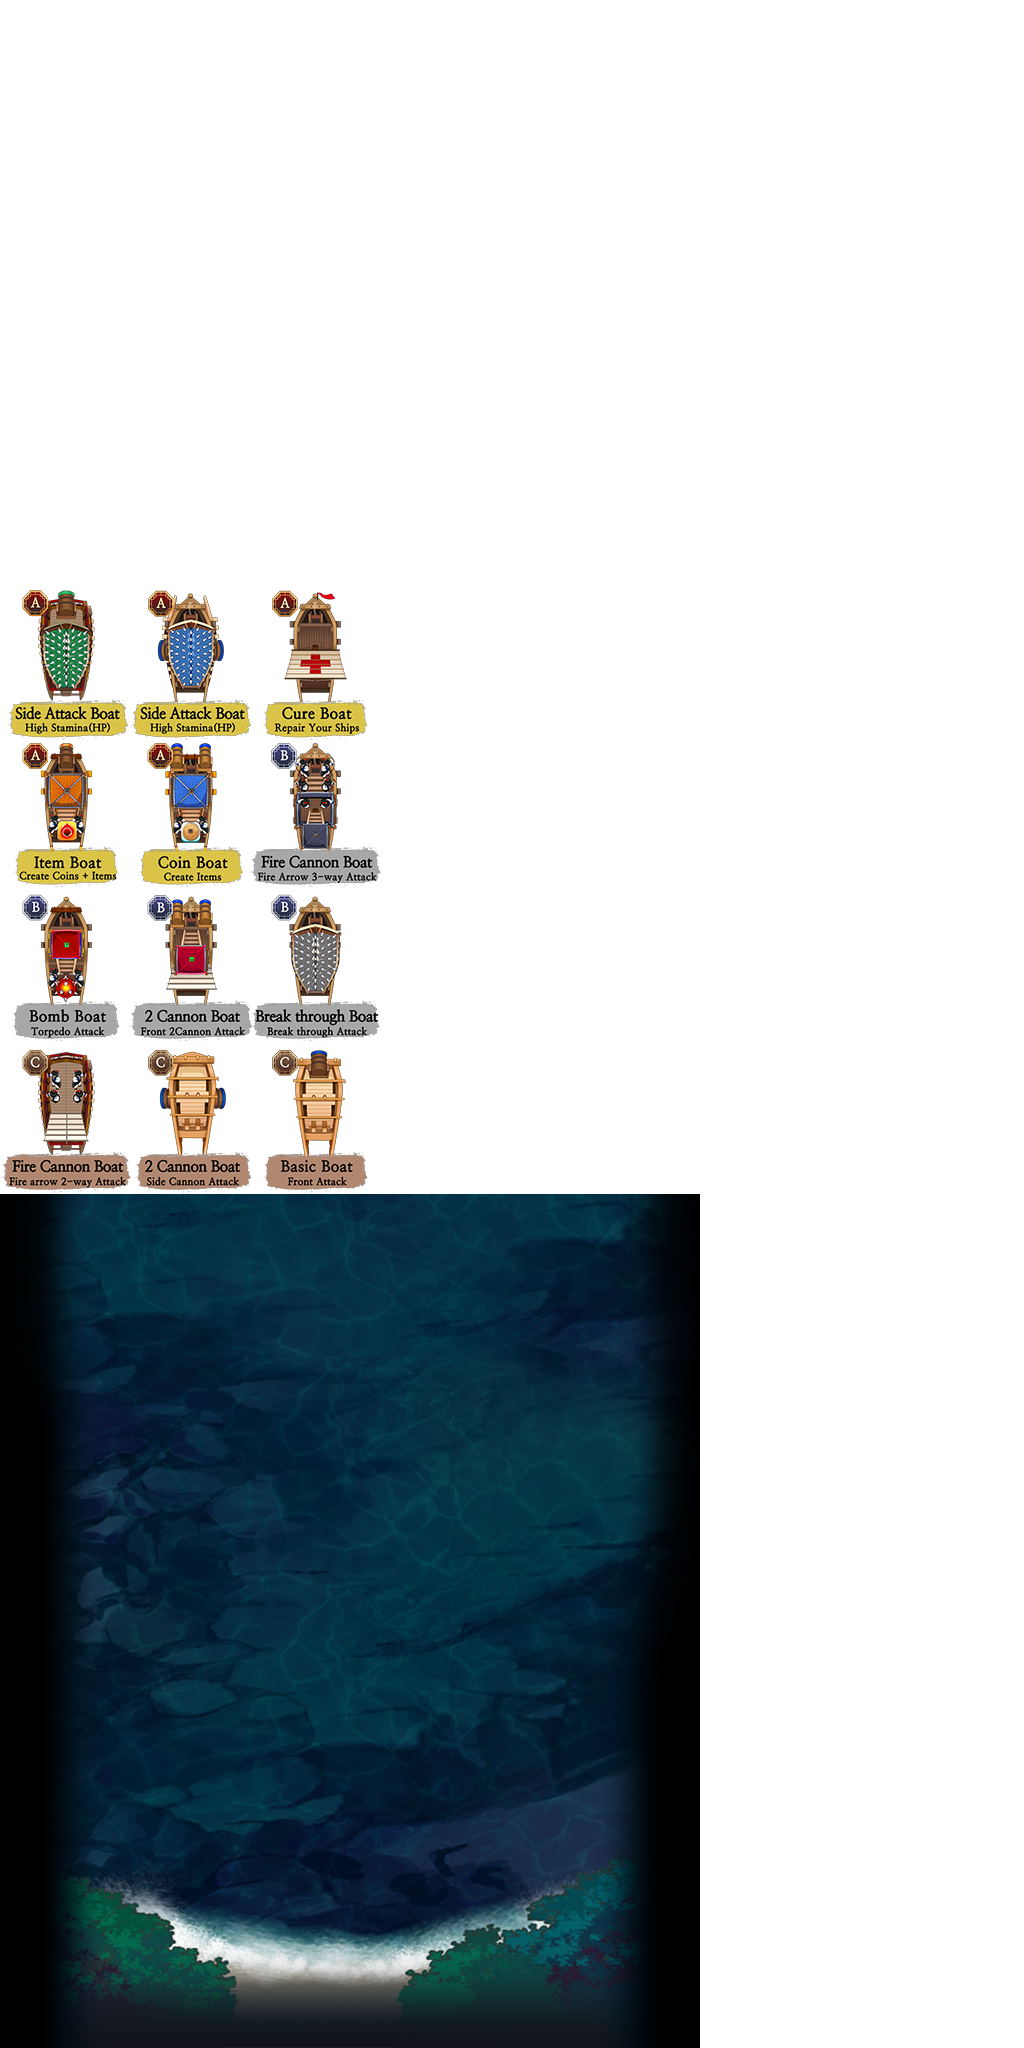 A
A
A
Side Attack Boat
High Stamina(HP)
Side Attack Boat
High Stamina(HP)
Cure Boat
Repair Your Ships
A
A
B
Item Boat
Create Coins + Items
Coin Boat
Create Items
Fire Cannon Boat
Fire Arrow 3-way Attack
B
B
B
Bomb Boat
Torpedo Attack
2 Cannon Boat
Front 2Cannon Attack
Break through Boat
Break through Attack
C
C
C
Fire Cannon Boat
Fire arrow 2-way Attack
2 Cannon Boat
Side Cannon Attack
Basic Boat
Front Attack